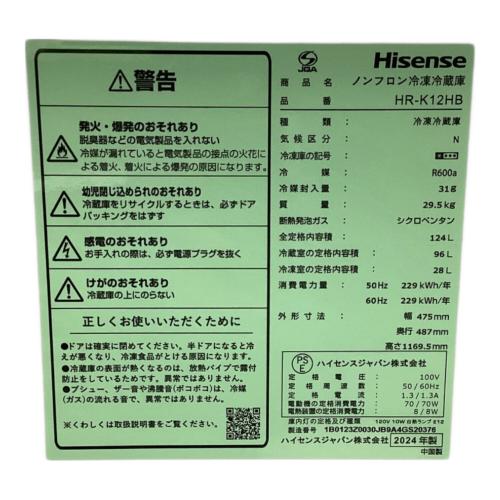 警告
発火・爆発のおそれあり
脱臭器などの電気製品を入れない
冷媒が漏れていると電気製品の接点の火花に
よる着火、着火による爆発の原因になります。
幼児閉じ込められのおそれあり
冷蔵庫をリサイクルするときは、必ずドア
パッキングをはずす
感電のおそれあり
お手入れの際は、必ず電源プラグを抜く
けがのおそれあり
冷蔵庫の上にのらない
正しくお使いいただくために
●ドアは確実に閉めてください。半ドアになると冷
えが悪くなり、冷凍食品がとける原因になります。
●冷蔵庫の表面が熱くなるのは、放熱パイプで露付
防止をしているためです。異常ではありません。
●プシューッ、ザー音や沸騰音(ポコポコ)は、冷媒
(ガス)の流れる音で、異常ではありません。
※くわしくは取扱説明書をご覧ください。
JQA
Hisense
商品名 ノンフロン冷凍冷蔵庫
品番 HR-K12HB
種類 : 冷凍冷蔵庫
気候区分 : N
冷凍庫の記号 :
冷媒 : R600a
冷媒封入量 : 31g
質量 : 29.5kg
断熱発泡ガス : シクロペンタン
全定格内容積 : 124L
冷蔵室の定格内容積 : 96L
冷凍室の定格内容積 : 28L
消費電力量 : 50Hz 229kWh/年
60Hz 229kWh/年
外形寸法 : 幅 475mm
奥行 487mm
高さ1169.5mm
PS
E
ハイセンスジャパン株式会社
定格電圧 : 100V
定格周波数 : 50/60Hz
定格電流 : 1.3/1.3A
電動機の定格消費電力 : 70/70W
電熱装置の定格消費電力 : 8/8W
庫内灯の定格及び種類 : 120V 10W 白熱ランプ E12
製造番号 : 1B0123Z0030JB9A4GS20376
ハイセンスジャパン株式会社
2024年製
中国製